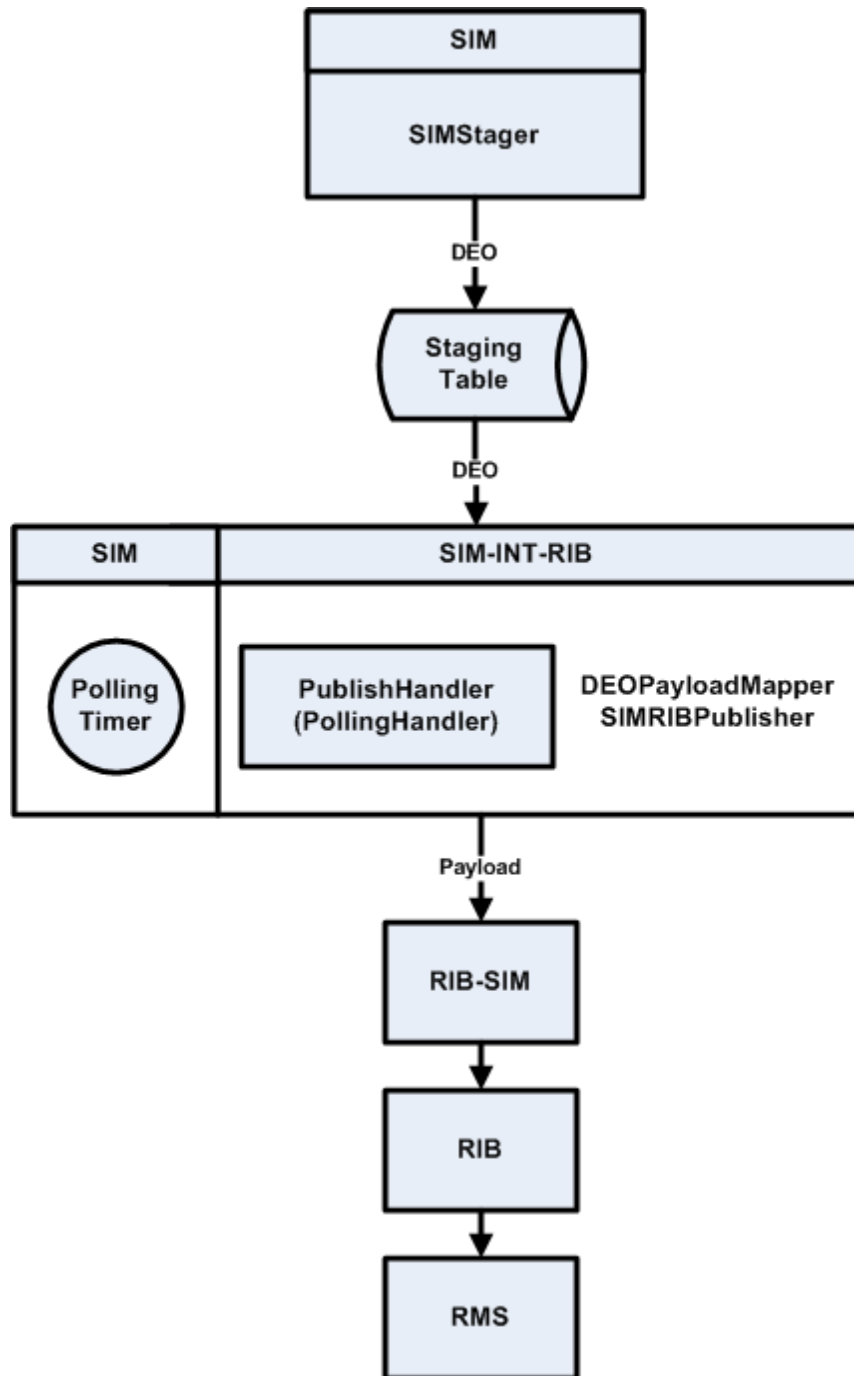 SIM
SIMStager
DEO
Staging
Table
DEO
SIM
SIM-INT-RIB
Polling
Timer
PublishHandler
(PollingHandler)
DEOPayloadMapper
SIMRIBPublisher
Payload
RIB-SIM
RIB
RMS